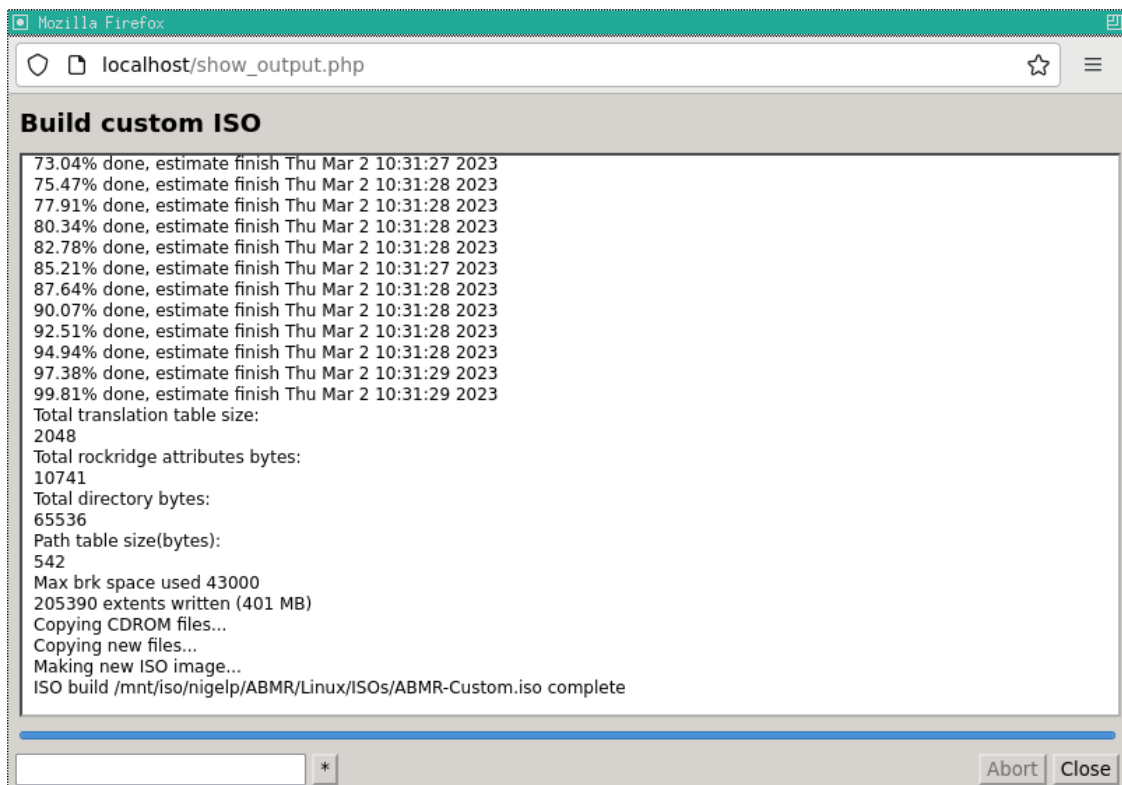 Mozilla Firefox
localhost/show_output.php
Build custom ISO
73.04% done, estimate finish Thu Mar 2 10:31:27 2023
75.47% done, estimate finish Thu Mar 2 10:31:28 2023
77.91% done, estimate finish Thu Mar 2 10:31:28 2023
80.34% done, estimate finish Thu Mar 2 10:31:28 2023
82.78% done, estimate finish Thu Mar 2 10:31:28 2023
85.21% done, estimate finish Thu Mar 2 10:31:27 2023
87.64% done, estimate finish Thu Mar 2 10:31:28 2023
90.07% done, estimate finish Thu Mar 2 10:31:28 2023
92.51% done, estimate finish Thu Mar 2 10:31:28 2023
94.94% done, estimate finish Thu Mar 2 10:31:28 2023
97.38% done, estimate finish Thu Mar 2 10:31:29 2023
99.81% done, estimate finish Thu Mar 2 10:31:29 2023
Total translation table size:
2048
Total rockridge attributes bytes:
10741
Total directory bytes:
65536
Path table size(bytes):
542
Max brk space used 43000
205390 extents written (401 MB)
Copying CDROM files...
Copying new files...
Making new ISO image...
ISO build /mnt/iso/nigelp/ABMR/Linux/ISOs/ABMR-Custom.iso complete
* Abort Close